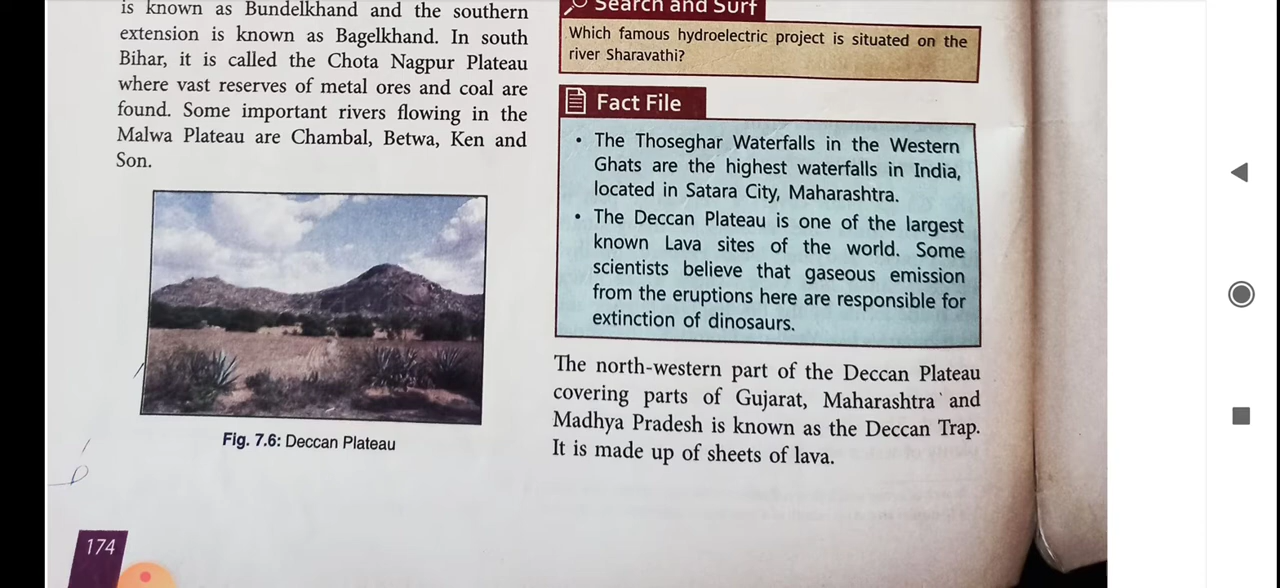 is known as Bundelkhand and the southern
extension is known as Bagelkhand. In south
Bihar, it is called the Chota Nagpur Plateau
where vast reserves of metal ores and coal are
found. Some important rivers flowing in the
Malwa Plateau are Chambal, Betwa, Ken and
Son.
Fig. 7.6: Deccan Plateau
174
Search and Surf
Which famous hydroelectric project is situated on the
river Sharavathi?
Fact File
• The Thoseghar Waterfalls in the Western
Ghats are the highest waterfalls in India,
located in Satara City, Maharashtra.
• The Deccan Plateau is one of the largest
known Lava sites of the world. Some
scientists believe that gaseous emission
from the eruptions here are responsible for
extinction of dinosaurs.
The north-western part of the Deccan Plateau
covering parts of Gujarat, Maharashtra and
Madhya Pradesh is known as the Deccan Trap.
It is made up of sheets of lava.